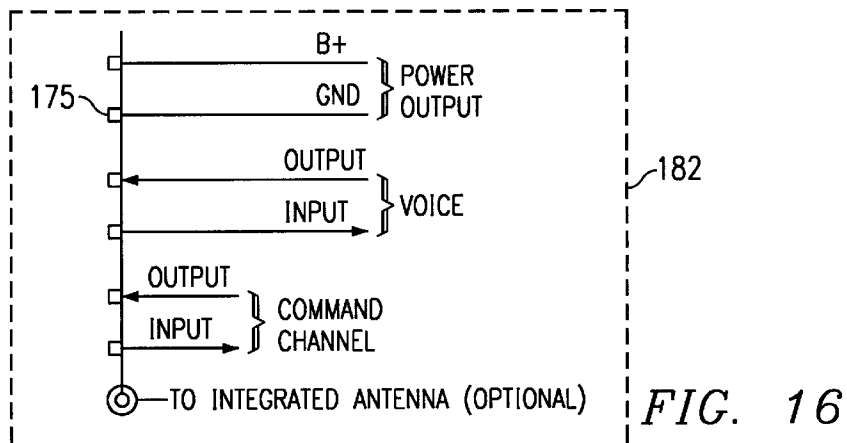 B+
POWER
175
GND
OUTPUT
OUTPUT
182
VOICE
INPUT
OUTPUT
COMMAND
INPUT
CHANNEL
TO INTEGRATED ANTENNA (OPTIONAL)
FIG. 16